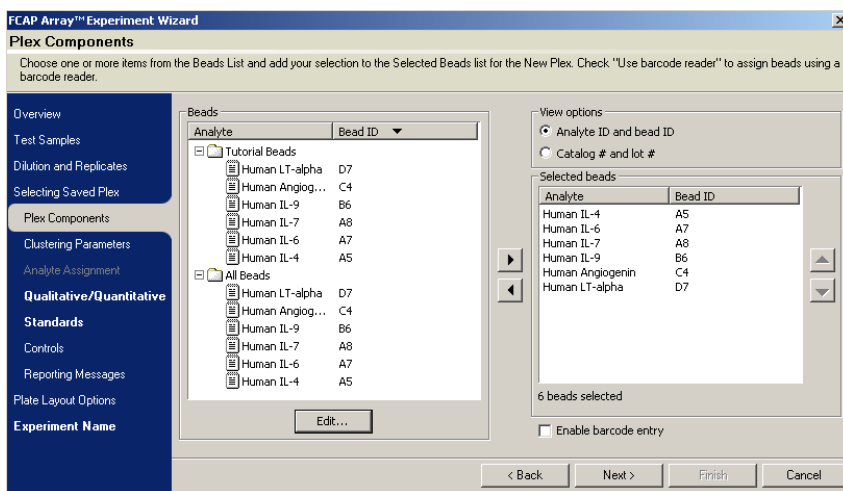 FCAP Array™ Experiment Wizard
Plex Components
Choose one or more items from the Beads List and add your selection to the Selected Beads list for the New Plex. Check "Use barcode reader" to assign beads using a
barcode reader.
Overview
Test Samples
Dilution and Replicates
Selecting Saved Plex
Plex Components
Clustering Parameters
Analyte Assignment
Qualitative/Quantitative
Standards
Controls
Reporting Messages
Plate Layout Options
Experiment Name
Beads
Analyte Bead ID
Tutorial Beads
Human LT-alpha D7
Human Angiog... C4
Human IL-9 B6
Human IL-7 A8
Human IL-6 A7
Human IL-4 A5
All Beads
Human LT-alpha D7
Human Angiog... C4
Human IL-9 B6
Human IL-7 A8
Human IL-6 A7
Human IL-4 A5
Edit...
View options
Analyte ID and bead ID
Catalog # and lot #
Selected beads
Analyte Bead ID
Human IL-4 A5
Human IL-6 A7
Human IL-7 A8
Human IL-9 B6
Human Angiogenin C4
Human LT-alpha D7
6 beads selected
Enable barcode entry
< Back Next > Finish Cancel